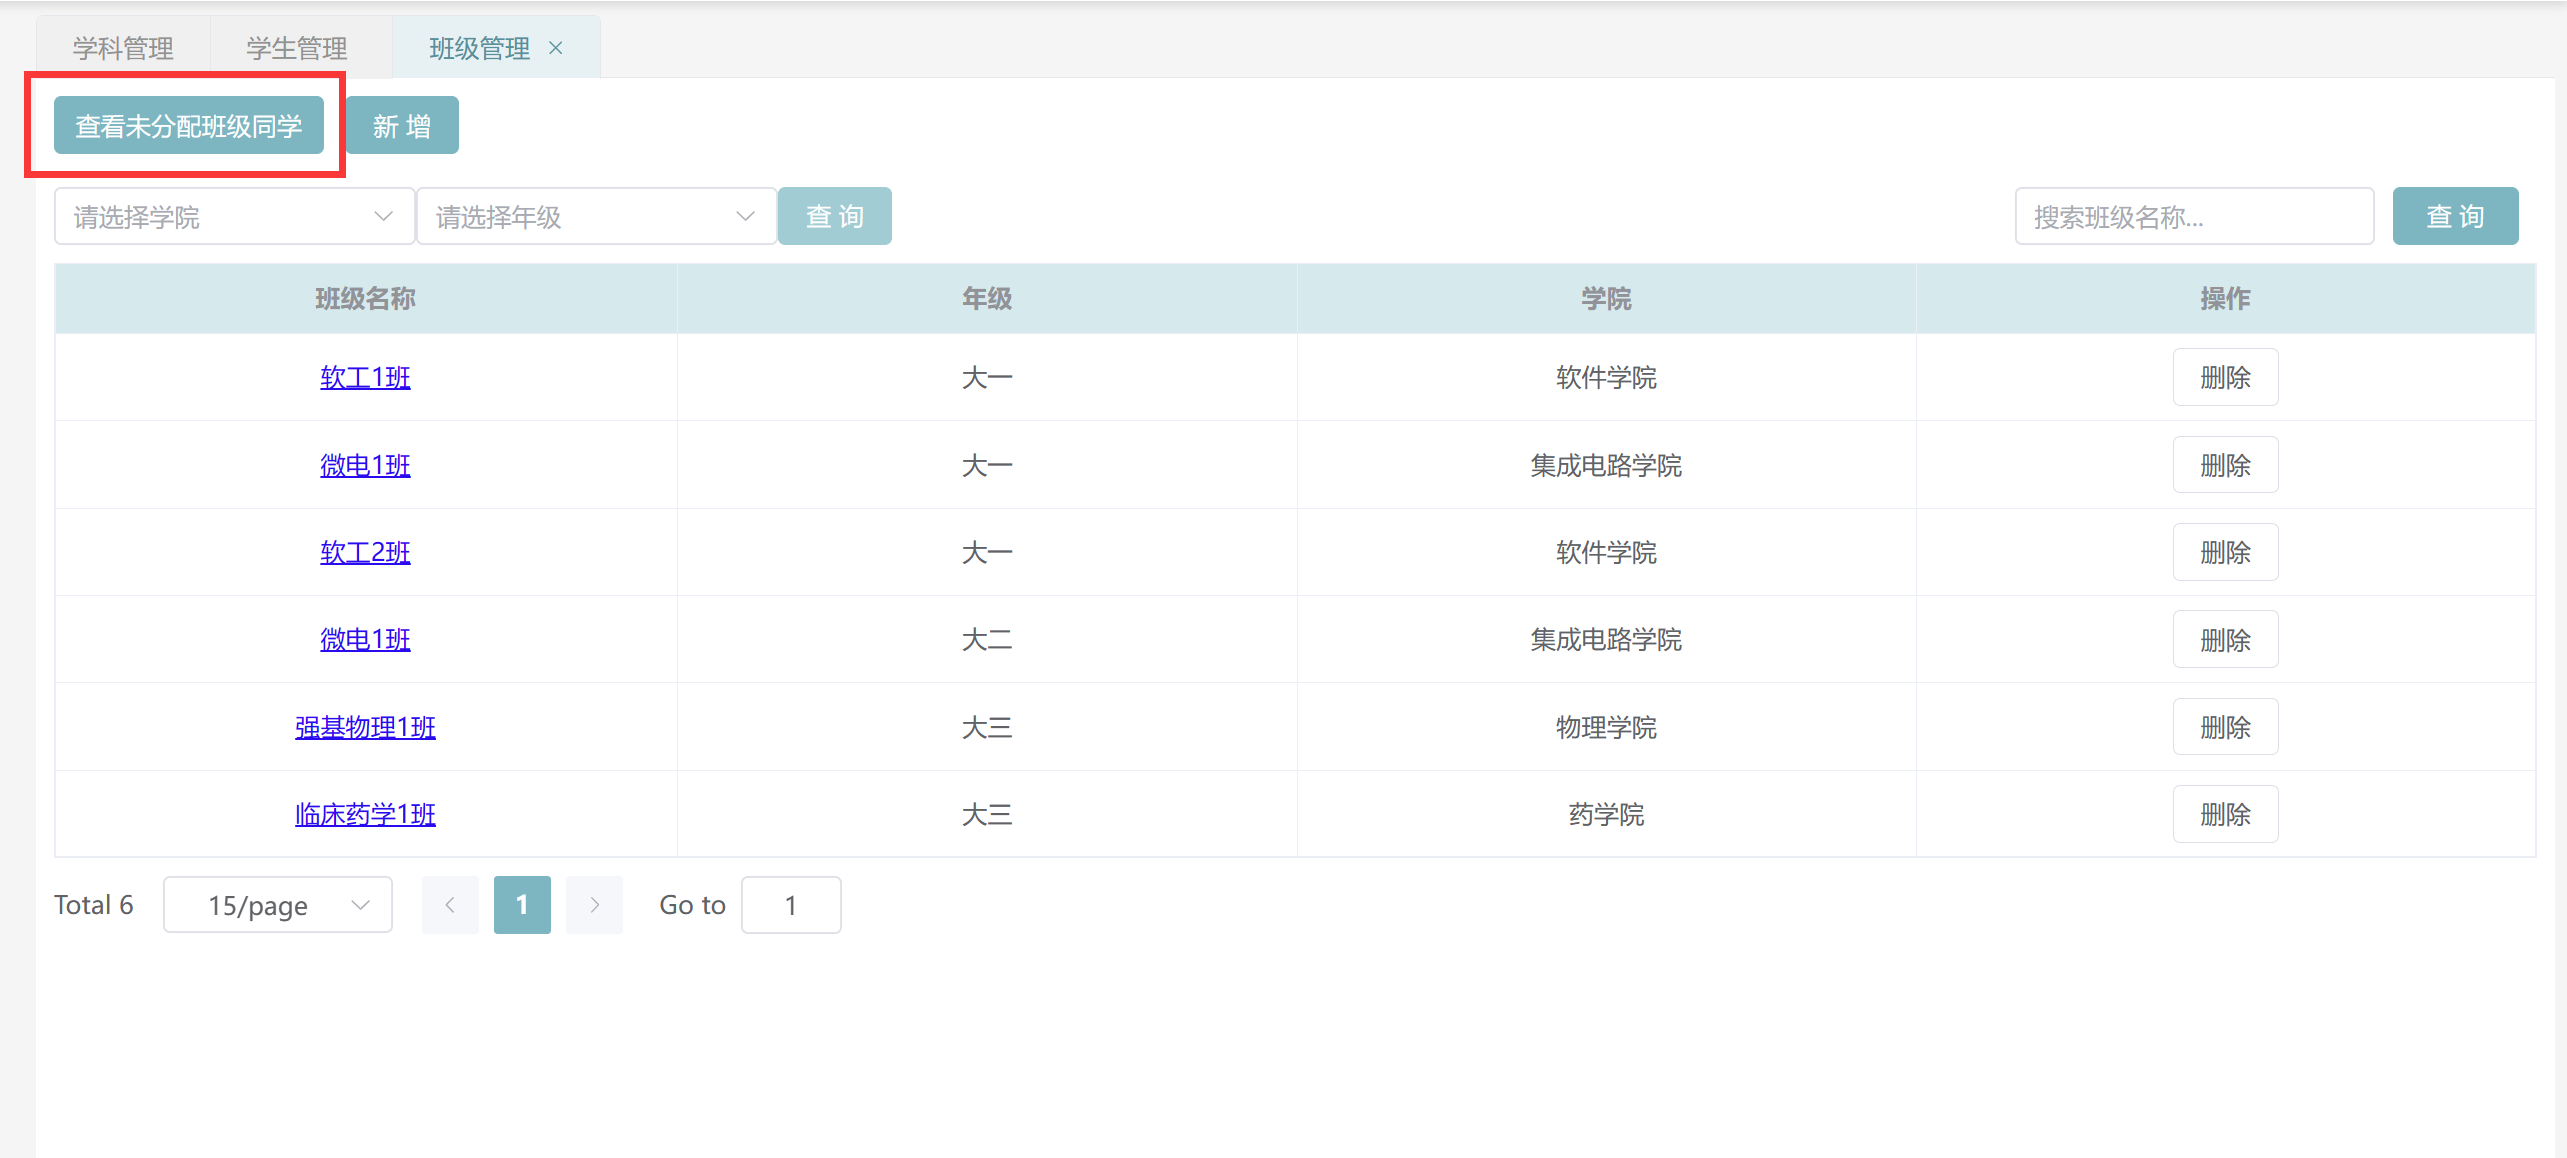 学科管理 学生管理 班级管理
查看未分配班级同学 新 增
请选择学院 请选择年级 查 询 搜索班级名称... 查 询
班级名称 年级 学院 操作
软工1班 大一 软件学院 删除
微电1班 大一 集成电路学院 删除
软工2班 大一 软件学院 删除
微电1班 大二 集成电路学院 删除
强基物理1班 大三 物理学院 删除
临床药学1班 大三 药学院 删除
Total 6 15/page 1 Go to 1